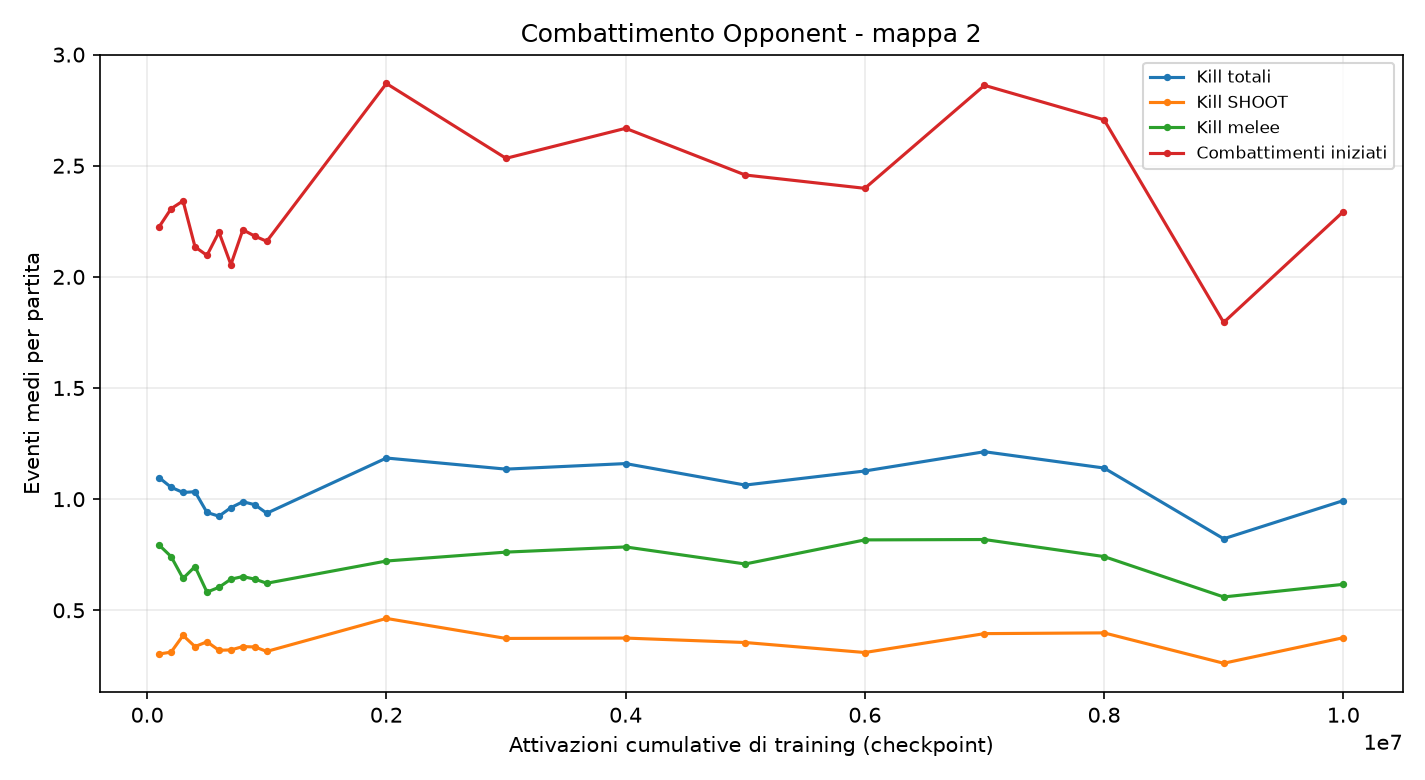 Combattimento Opponent - mappa 2
Kill totali
Kill SHOOT
Kill melee
Combattimenti iniziati
Eventi medi per partita
3.0
2.5
2.0
1.5
1.0
0.5
0.0 0.2 0.4 0.6 0.8 1.0
1e7
Attivazioni cumulative di training (checkpoint)